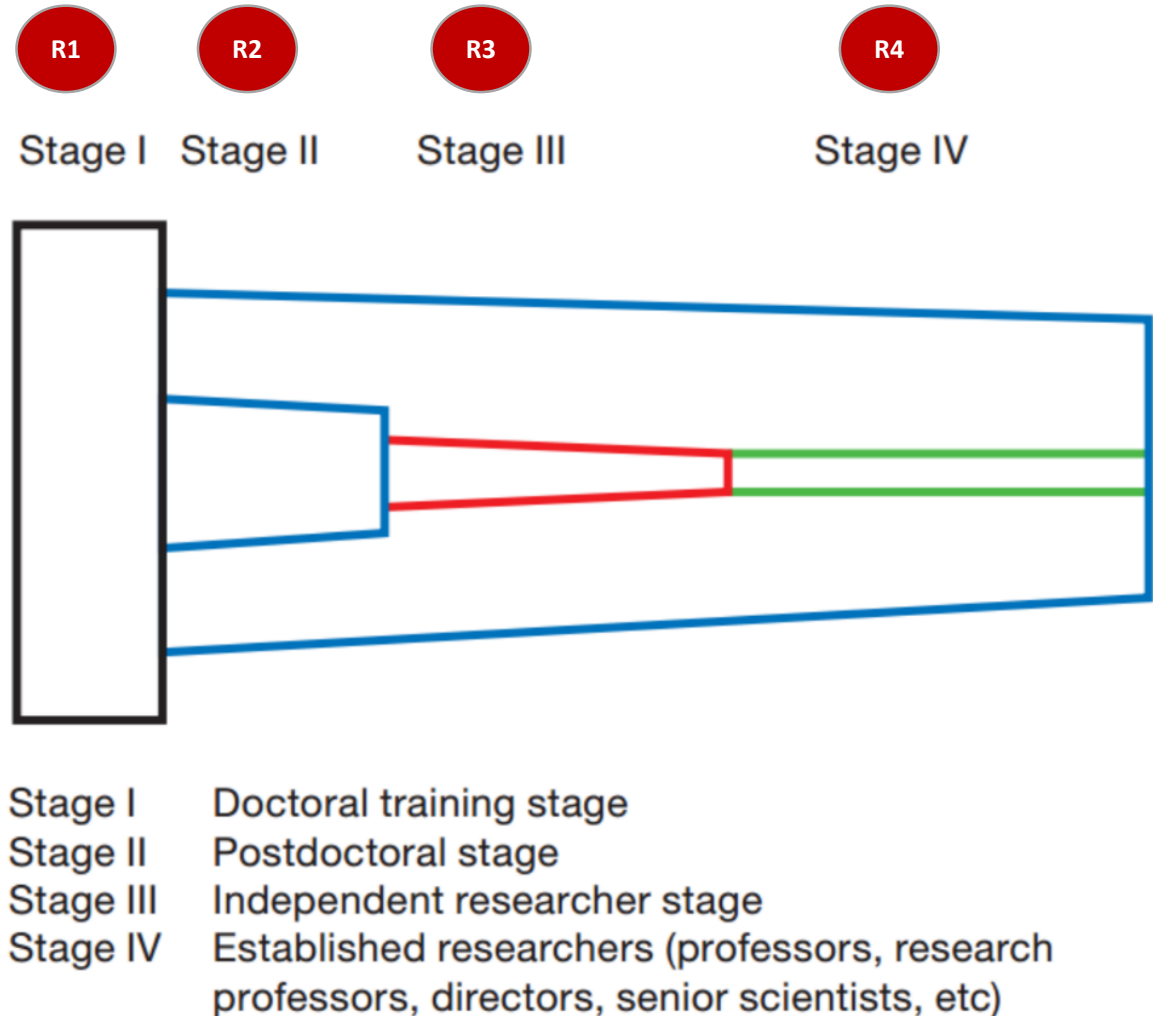 R1 R2 R3 R4
Stage I Stage II Stage III Stage IV
Stage I Doctoral training stage
Stage II Postdoctoral stage
Stage III Independent researcher stage
Stage IV Established researchers (professors, research
professors, directors, senior scientists, etc)